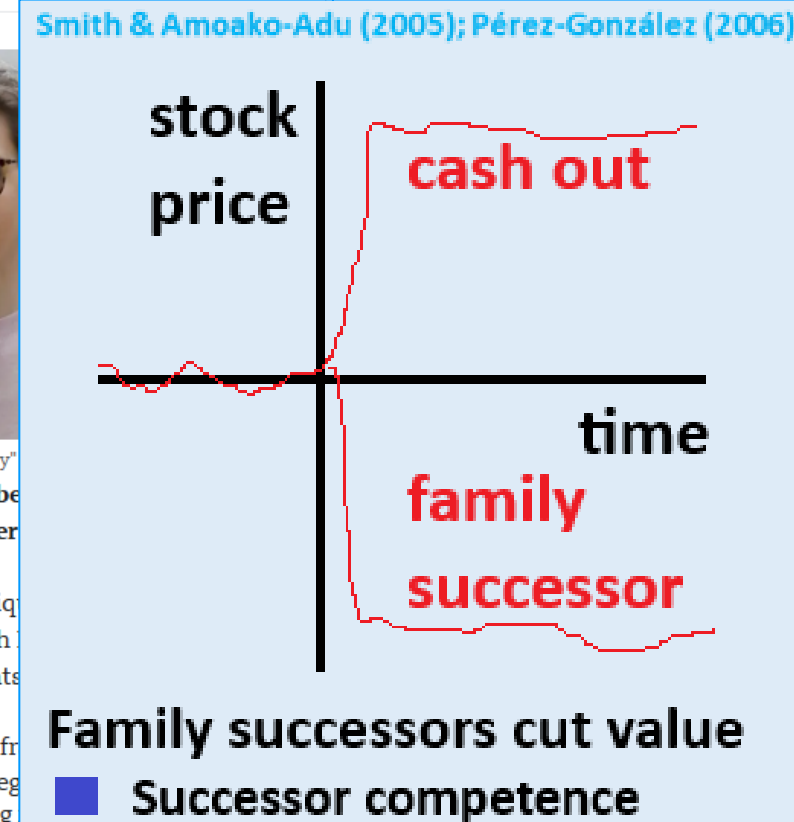 Smith & Amoako-Adu (2005); Pérez-González (2006)
stock
price
cash out
time
family
successor
Family successors cut value
Successor competence